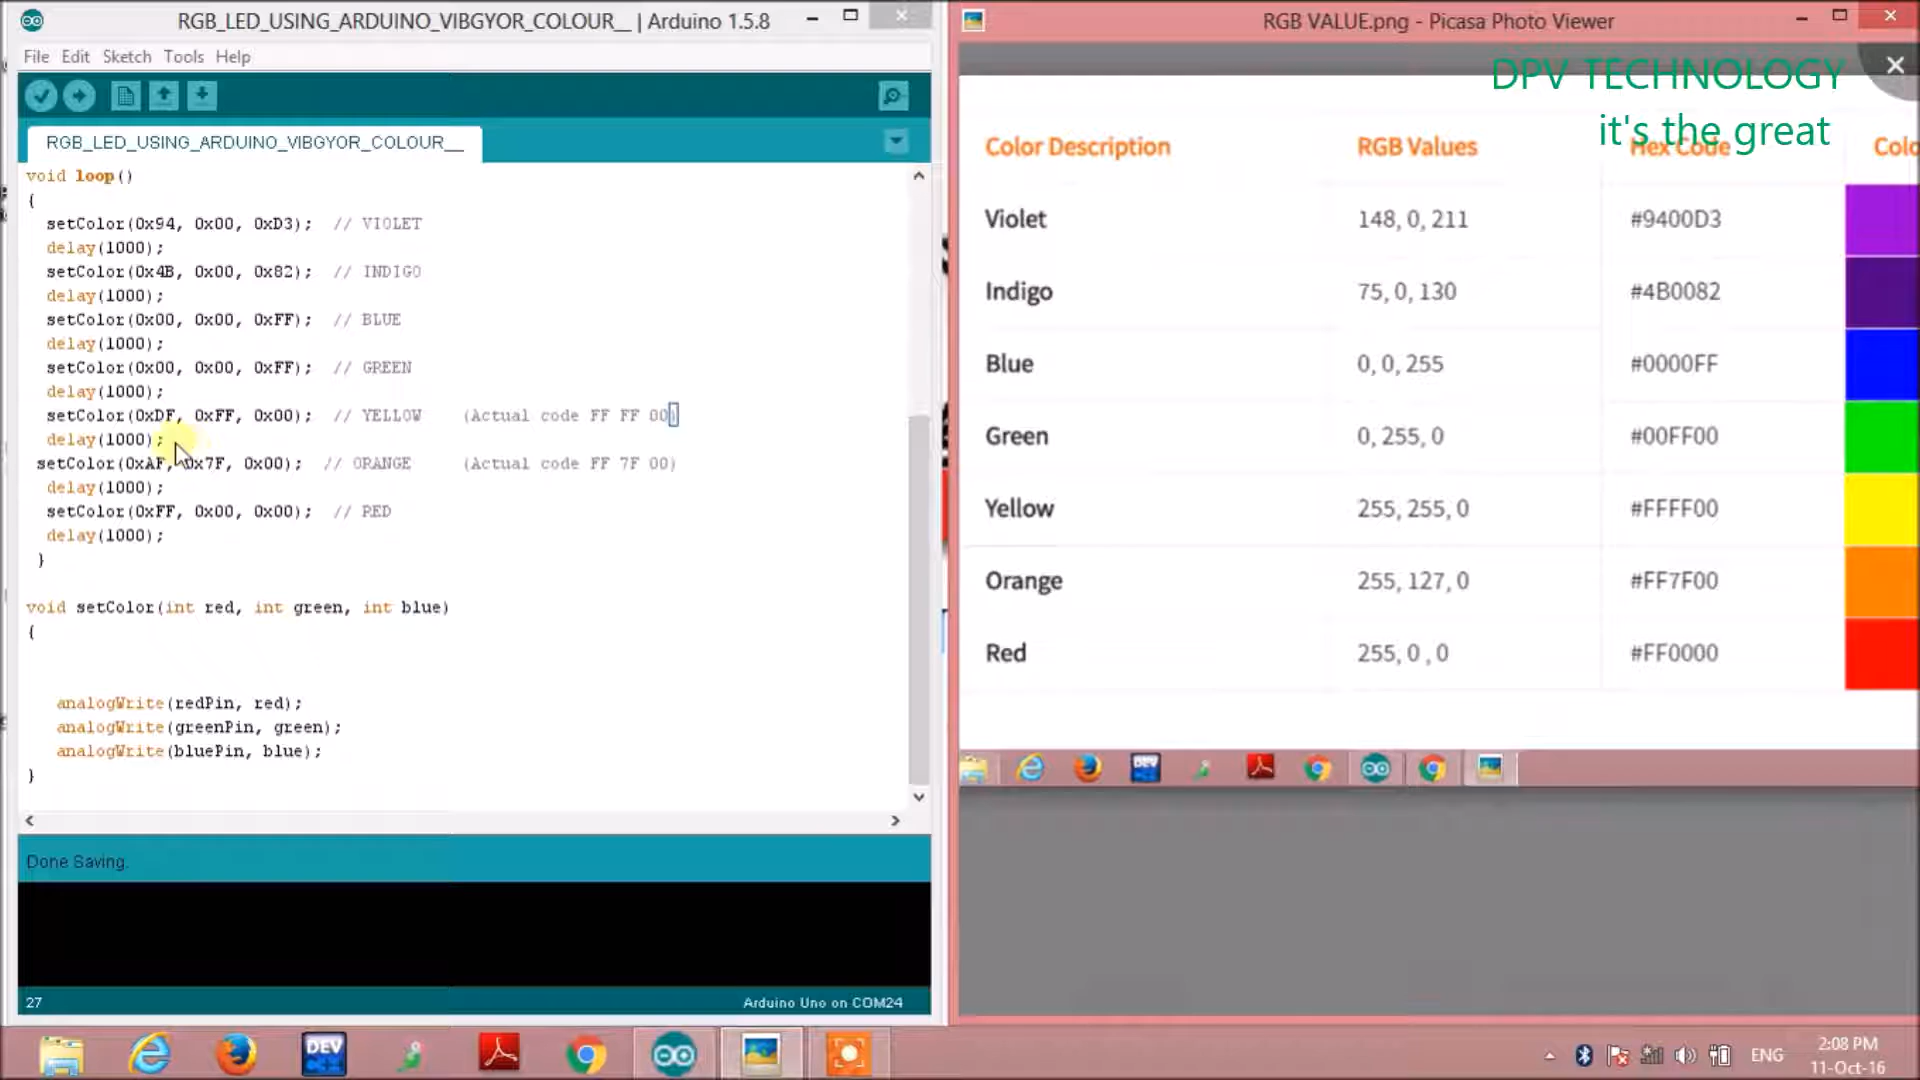 RGB_LED_USING_ARDUINO_VIBGYOR_COLOUR__ | Arduino 1.5.8
File Edit Sketch Tools Help
RGB_LED_USING_ARDUINO_VIBGYOR_COLOUR__
void loop()
{
setColor(0x94, 0x00, 0xD3); // VIOLET
delay(1000);
setColor(0x4B, 0x00, 0x82); // INDIGO
delay(1000);
setColor(0x00, 0x00, 0xFF); // BLUE
delay(1000);
setColor(0x00, 0x00, 0xFF); // GREEN
delay(1000);
setColor(0xDF, 0xFF, 0x00); // YELLOW (Actual code FF FF 00)
delay(1000);
setColor(0xAF, 0x7F, 0x00); // ORANGE (Actual code FF 7F 00)
delay(1000);
setColor(0xFF, 0x00, 0x00); // RED
delay(1000);
}
void setColor(int red, int green, int blue)
{
analogWrite(redPin, red);
analogWrite(greenPin, green);
analogWrite(bluePin, blue);
}
Done Saving.
27 Arduino Uno on COM24
RGB VALUE.png - Picasa Photo Viewer
DPV TECHNOLOGY
it's the great
Color Description RGB Values Hex Code Colo
Violet 148, 0, 211 #9400D3
Indigo 75, 0, 130 #4B0082
Blue 0, 0, 255 #0000FF
Green 0, 255, 0 #00FF00
Yellow 255, 255, 0 #FFFF00
Orange 255, 127, 0 #FF7F00
Red 255, 0 , 0 #FF0000
DEV
DEV
ENG
2:08 PM
11-Oct-16